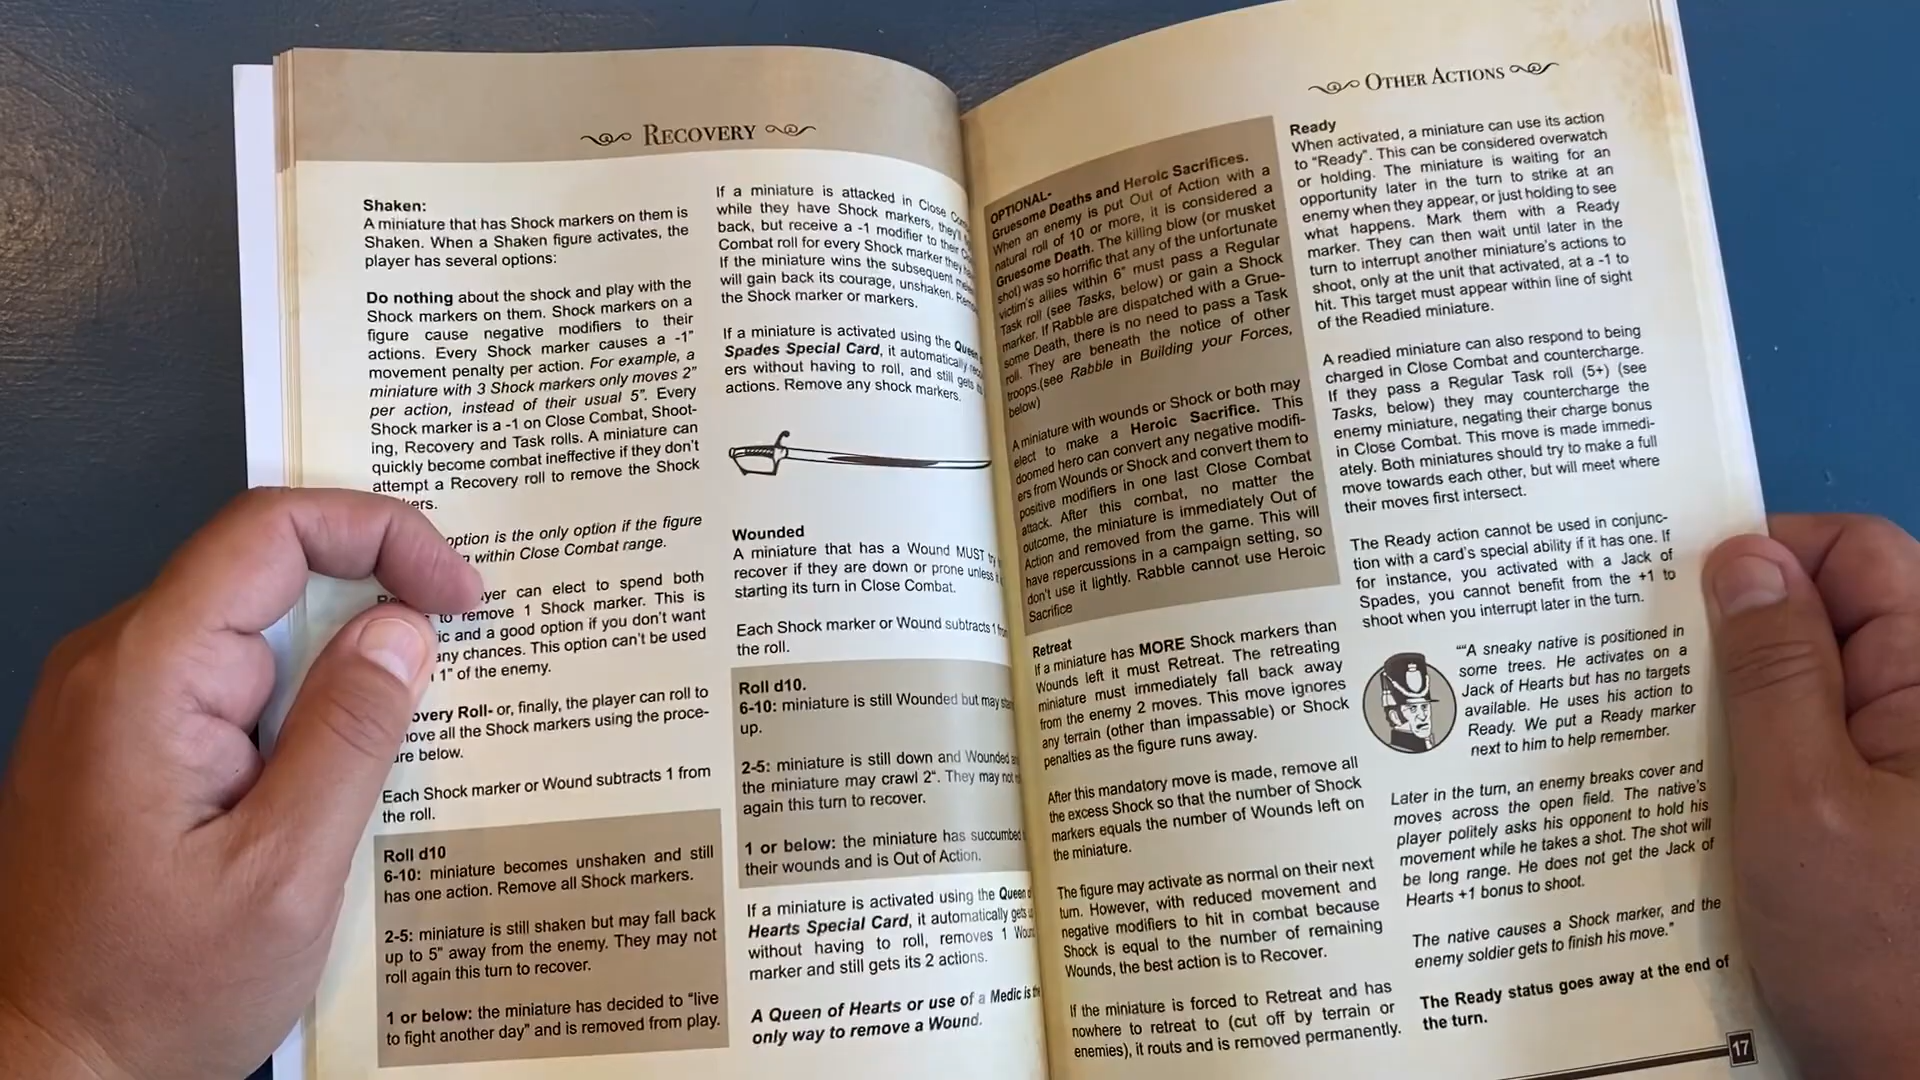 RECOVERY
Shaken:
A miniature that has Shock markers on them is
Shaken. When a Shaken figure activates, the
player has several options:
Do nothing about the shock and play with the
Shock markers on them. Shock markers on a
figure cause negative modifiers to their
actions. Every Shock marker causes a -1"
movement penalty per action. For example, a
miniature with 3 Shock markers only moves 2"
per action, instead of their usual 5". Every
Shock marker is a -1 on Close Combat, Shoot-
ing, Recovery and Task rolls. A miniature can
quickly become combat ineffective if they don't
attempt a Recovery roll to remove the Shock
option is the only option if the figure
within Close Combat range.
can elect to spend both
to remove 1 Shock marker. This is
and a good option if you don't want
any chances. This option can't be used
1" of the enemy.
Roll- or, finally, the player can roll to
all the Shock markers using the proce-
below.
Each Shock marker or Wound subtracts 1 from
the roll.
Roll d10
6-10: miniature becomes unshaken and still
has one action. Remove all Shock markers.
2-5: miniature is still shaken but may fall back
up to 5" away from the enemy. They may not
roll again this turn to recover.
1 or below: the miniature has decided to "live
to fight another day" and is removed from play.
If a miniature is attacked in Close
while they have Shock markers, they'll
back, but receive a -1 modifier to their
Combat roll for every Shock marker they
If the miniature wins the subsequent
will gain back its courage, unshaken.
the Shock marker or markers.
If a miniature is activated using the Queen
Spades Special Card, it automatically
ers without having to roll, and still gets
actions. Remove any shock markers.
Wounded
A miniature that has a Wound MUST try
recover if they are down or prone unless
starting its turn in Close Combat.
Each Shock marker or Wound subtracts 1
the roll.
Roll d10.
6-10: miniature is still Wounded but may
up.
2-5: miniature is still down and Wounded
the miniature may crawl 2". They may not
again this turn to recover.
1 or below: the miniature has succumbed
their wounds and is Out of Action.
If a miniature is activated using the Queen
Hearts Special Card, it automatically gets
without having to roll, removes 1
marker and still gets its 2 actions.
A Queen of Hearts or use of a Medic is the
only way to remove a Wound.
OTHER ACTIONS
OPTIONAL-
Gruesome Deaths and Heroic Sacrifices.
When an enemy is put Out of Action with a
natural roll of 10 or more, it is considered a
Gruesome Death. The killing blow (or musket
shot) was so horrific that any of the unfortunate
victim's allies within 6" must pass a Regular
Task roll (see Tasks, below) or gain a Shock
marker. If Rabble are dispatched with a Grue-
some Death, there is no need to pass a Task
roll. They are beneath the notice of other
troops.(see Rabble in Building your Forces,
below)
A miniature with wounds or Shock or both may
elect to make a Heroic Sacrifice. This
doomed hero can convert any negative modifi-
ers from Wounds or Shock and convert them to
positive modifiers in one last Close Combat
attack. After this combat, no matter the
outcome, the miniature is immediately Out of
Action and removed from the game. This will
have repercussions in a campaign setting, so
don't use it lightly. Rabble cannot use Heroic
Sacrifice
Retreat
If a miniature has MORE Shock markers than
Wounds left it must Retreat. The retreating
miniature must immediately fall back away
from the enemy 2 moves. This move ignores
any terrain (other than impassable) or Shock
penalties as the figure runs away.
After this mandatory move is made, remove all
the excess Shock so that the number of Shock
markers equals the number of Wounds left on
the miniature.
The figure may activate as normal on their next
turn. However, with reduced movement and
negative modifiers to hit in combat because
Shock is equal to the number of remaining
Wounds, the best action is to Recover.
If the miniature is forced to Retreat and has
nowhere to retreat to (cut off by terrain or
enemies), it routs and is removed permanently.
Ready
When activated, a miniature can use its action
to "Ready". This can be considered overwatch
or holding. The miniature is waiting for an
opportunity later in the turn to strike at an
enemy when they appear, or just holding to see
what happens. Mark them with a Ready
marker. They can then wait until later in the
turn to interrupt another miniature's actions to
shoot, only at the unit that activated, at a -1 to
hit. This target must appear within line of sight
of the Readied miniature.
A readied miniature can also respond to being
charged in Close Combat and countercharge.
If they pass a Regular Task roll (5+) (see
Tasks, below) they may countercharge the
enemy miniature, negating their charge bonus
in Close Combat. This move is made immedi-
ately. Both miniatures should try to make a full
move towards each other, but will meet where
their moves first intersect.
The Ready action cannot be used in conjunc-
tion with a card's special ability if it has one. If
for instance, you activated with a Jack of
Spades, you cannot benefit from the +1 to
shoot when you interrupt later in the turn.
""A sneaky native is positioned in
some trees. He activates on a
Jack of Hearts but has no targets
available. He uses his action to
Ready. We put a Ready marker
next to him to help remember.
Later in the turn, an enemy breaks cover and
moves across the open field. The native's
player politely asks his opponent to hold his
movement while he takes a shot. The shot will
be long range. He does not get the Jack of
Hearts +1 bonus to shoot.
The native causes a Shock marker, and the
enemy soldier gets to finish his move."
The Ready status goes away at the end of
the turn.
17